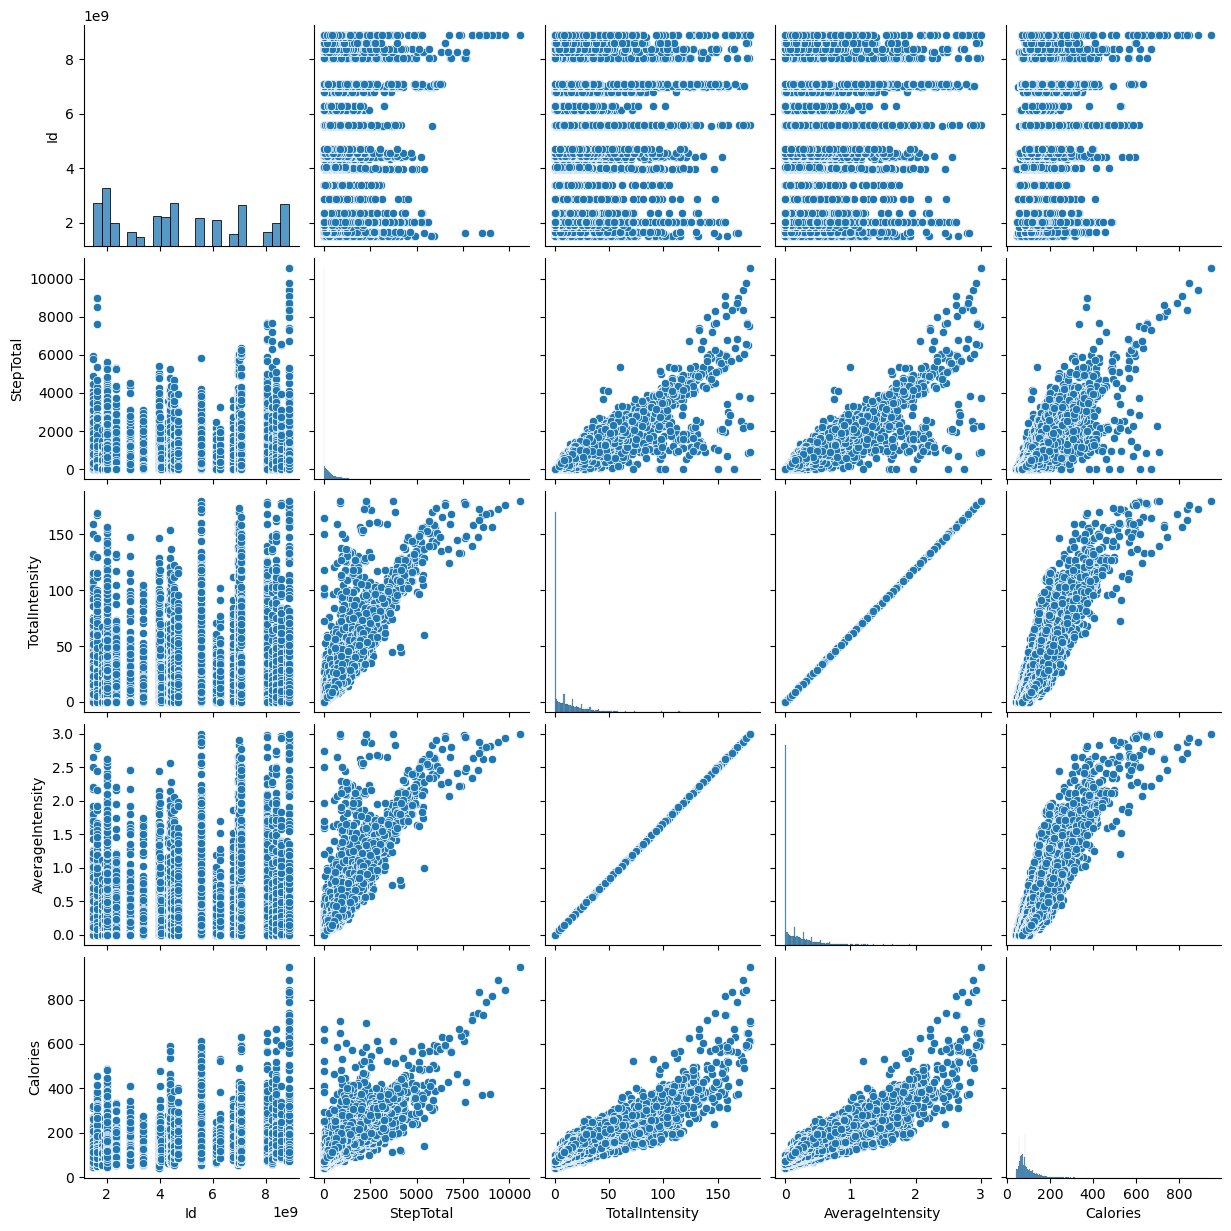 1e9
8
6
4
2
Id
10000
8000
6000
4000
2000
0
StepTotal
150
100
50
0
TotalIntensity
3.0
2.5
2.0
1.5
1.0
0.5
0.0
AverageIntensity
800
600
400
200
0
Calories
2 4 6 8
0 2500 5000 7500 10000
0 50 100 150
0 1 2 3
0 200 400 600 800
1e9
Id StepTotal TotalIntensity AverageIntensity Calories